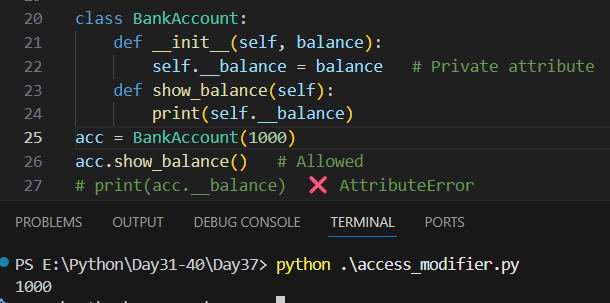 20 class BankAccount:
21     def __init__(self, balance):
22         self.__balance = balance   # Private attribute
23     def show_balance(self):
24         print(self.__balance)
25 acc = BankAccount(1000)
26 acc.show_balance()   # Allowed
27 # print(acc.__balance)  ❌ AttributeError
PROBLEMS OUTPUT DEBUG CONSOLE TERMINAL PORTS
PS E:\Python\Day31-40\Day37> python .\access_modifier.py
1000